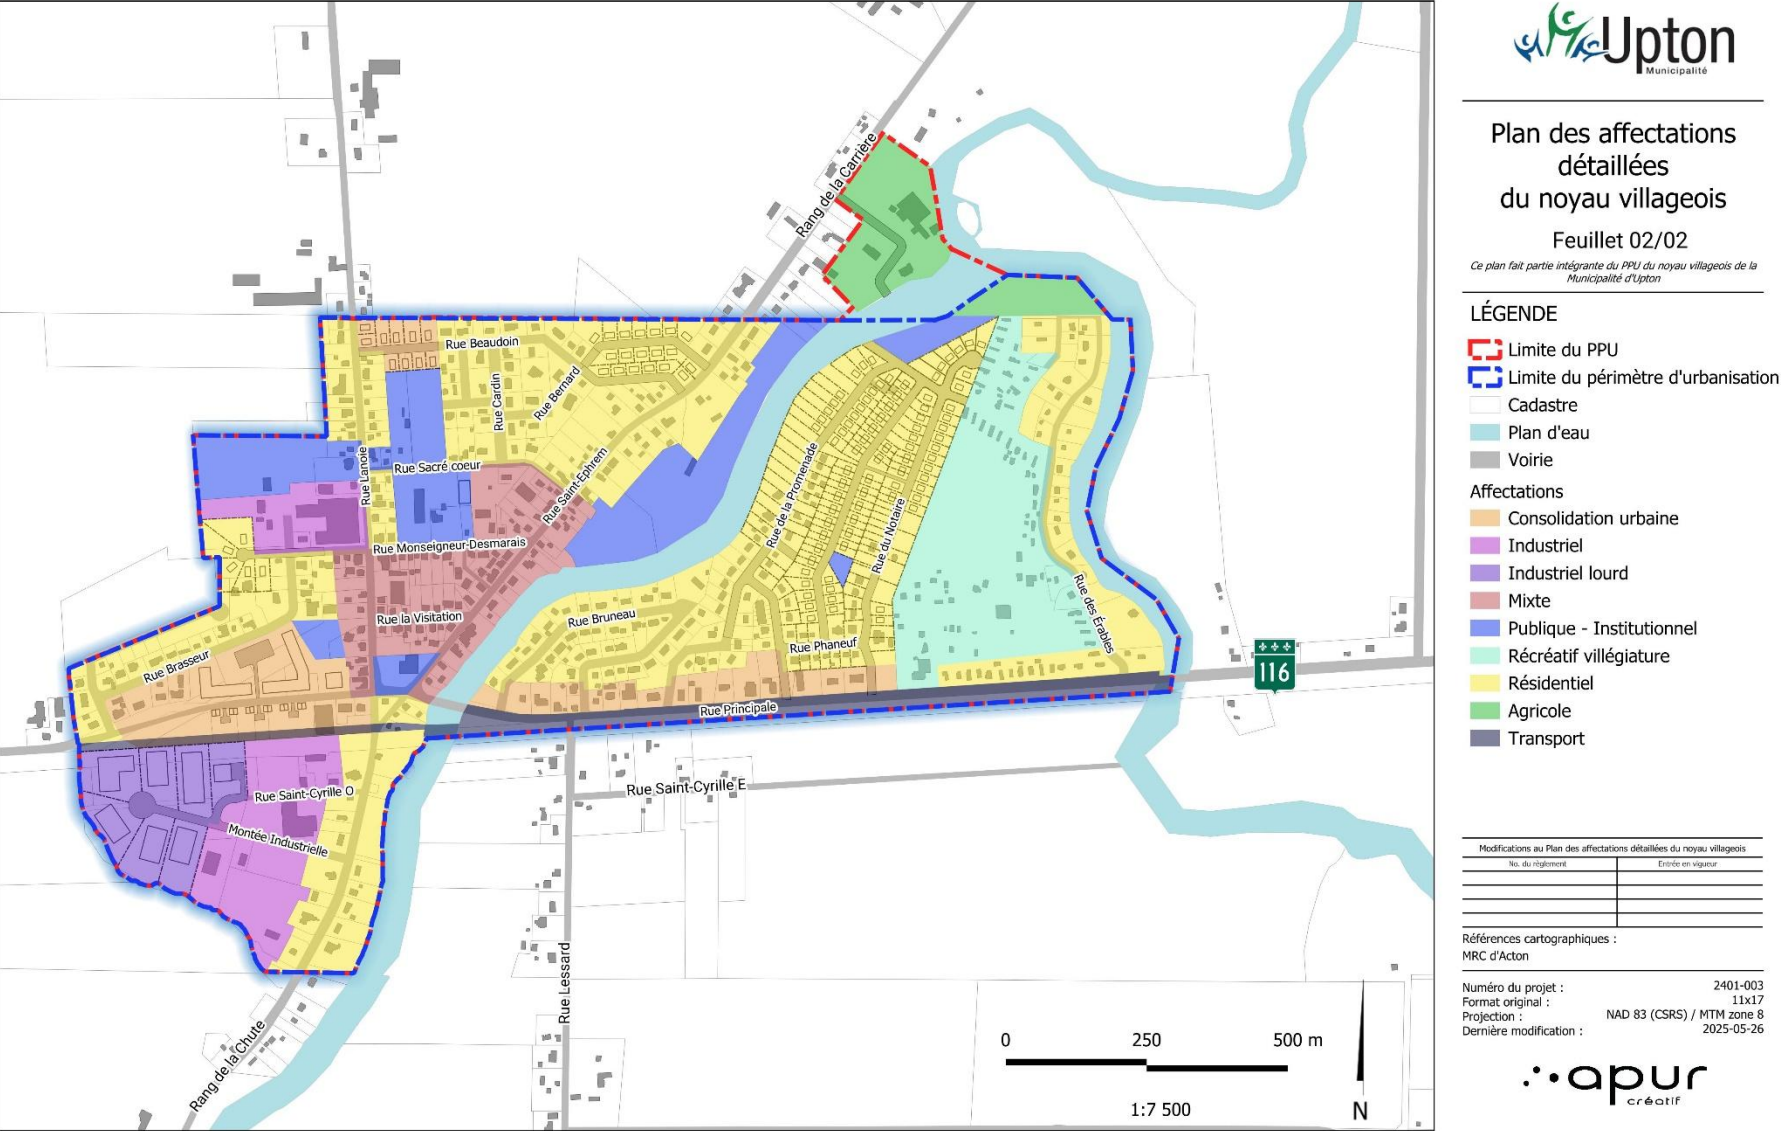 Upton
Municipalité
Plan des affectations
détaillées
du noyau villageois
Feuillet 02/02
Ce plan fait partie intégrante du PPU du noyau villageois de la
Municipalité d'Upton
LÉGENDE
Limite du PPU
Limite du périmètre d'urbanisation
Cadastre
Plan d'eau
Voirie
Affectations
Consolidation urbaine
Industriel
Industriel lourd
Mixte
Publique - Institutionnel
Récréatif villégiature
Résidentiel
Agricole
Transport
Modifications au Plan des affectations détaillées du noyau villageois
No. du règlement
Entrée en vigueur
Références cartographiques :
MRC d'Acton
Numéro du projet : 2401-003
Format original : 11x17
Projection : NAD 83 (CSRS) / MTM zone 8
Dernière modification : 2025-05-26
apur
créatif
Rang de la Carrière
Rue Beaudoin
Rue Cardin
Rue Bernard
Rue Lanoie
Rue Sacré coeur
Rue Saint-Ephrem
Rue de la Promenade
Rue du Notaire
Rue Monseigneur-Desmarais
Rue la Visitation
Rue Bruneau
Rue Phaneuf
Rue des Érables
Rue Brasseur
116
Rue Principale
Rue Saint-Cyrille E
Rue Saint-Cyrille O
Montée Industrielle
Rue Lessard
Rang de la Chute
0 250 500 m
1:7 500
N